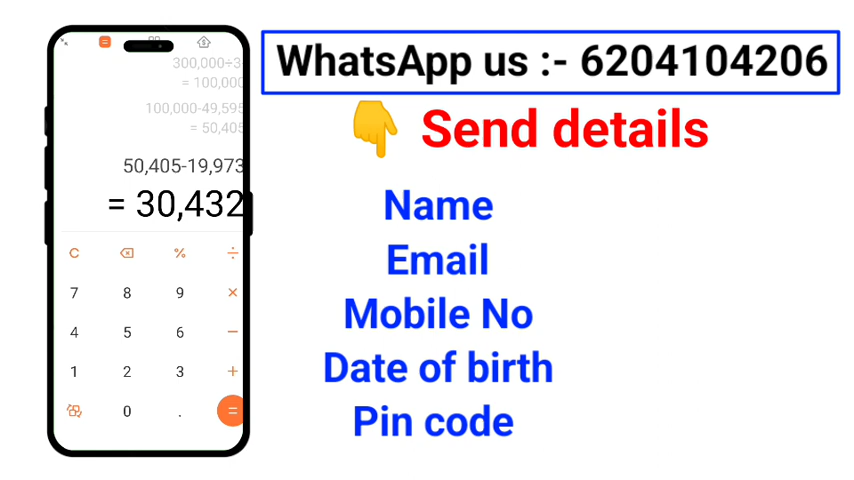 WhatsApp us :- 6204104206
👇 Send details
Name
Email
Mobile No
Date of birth
Pin code
300,000÷3
= 100,000
100,000-49,595
= 50,405
50,405-19,973
= 30,432
C % ÷
7 8 9 ×
4 5 6 −
1 2 3 +
0 . =